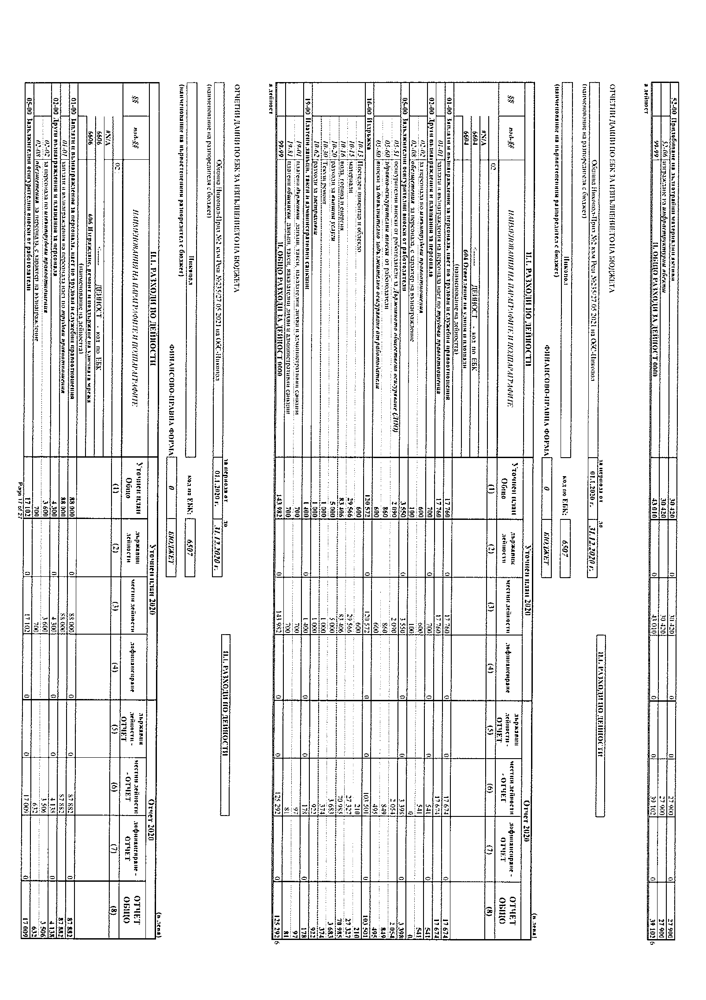 52-00 Придобиване на дълготрайни материални активи 30 420 0 30 420 0 0 27 900 0 27 900
52-06 изграждане на инфраструктурни обекти 30 420 30 420 27 900 27 900
99-99 II. ОБЩО РАЗХОДИ ЗА ДЕЙНОСТ 0000 43 010 0 43 010 0 0 39 102 0 39 102 6
а дейност
ОТЧЕТНИ ДАННИ ПО ЕБК ЗА ИЗПЪЛНЕНИЕТО НА БЮДЖЕТА
II.1. РАЗХОДИ ПО ДЕЙНОСТИ
за периода от до
Община Никопол-Прил №2 към Реш №235/27.05 2021 на ОбС-Никопол 01.1.2020 г. 31.12.2020 г.
(наименование на разпоредителя с бюджет)
Никопол код по ЕБК: 6507
(наименование на първостепенния разпоредител с бюджет)
ФИНАНСОВО-ПРАВНА ФОРМА 0 БЮДЖЕТ
(в лева)
II.1. РАЗХОДИ ПО ДЕЙНОСТИ Уточнен план 2020 Отчет 2020
§§ под-§§ НАИМЕНОВАНИЯ НА ПАРАГРАФИТЕ И ПОДПАРАГРАФИТЕ Уточнен план Общо държавни дейности местни дейности дофинансиране държавни дейности - ОТЧЕТ местни дейности - ОТЧЕТ дофинансиране - ОТЧЕТ ОТЧЕТ ОБЩО
02 (1) (2) (3) (4) (5) (6) (7) (8)
#N/A
6604 <------ ДЕЙНОСТ - код по ЕБК
6604 604 Осветление на улици и площади
(наименование на дейността)
01-00 Заплати и възнаграждения за персонала, нает по трудови и служебни правоотношения 17 760 0 17 760 0 0 17 674 0 17 674
01-01 заплати и възнаграждения на персонала нает по трудови правоотношения 17 760 17 760 17 674 17 674
02-00 Други възнаграждения и плащания за персонала 700 0 700 0 0 541 0 541
02-02 за персонала по извънтрудови правоотношения 600 600 541 541
02-08 обезщетения за персонала, с характер на възнаграждение 100 100 0 0
05-00 Задължителни осигурителни вноски от работодатели 3 550 0 3 550 0 0 3 398 0 3 398
05-51 осигурителни вноски от работодатели за Държавното обществено осигуряване (ДОО) 2 090 2 090 2 054 2 054
05-60 здравно-осигурителни вноски от работодатели 860 860 849 849
05-80 вноски за допълнително задължително осигуряване от работодатели 600 600 495 495
10-00 Издръжка 120 572 0 120 572 0 0 103 501 0 103 501
10-13 Постелен инвентар и облекло 600 600 210 210
10-15 материали 29 566 29 566 27 327 27 327
10-16 вода, горива и енергия 83 406 83 406 70 985 70 985
10-20 разходи за външни услуги 5 000 5 000 3 683 3 683
10-30 Текущ ремонт 1 000 1 000 374 374
10-62 разходи за застраховки 1 000 1 000 922 922
19-00 Платени данъци, такси и административни санкции 1 400 0 1 400 0 0 178 0 178
19-01 платени държавни данъци, такси, наказателни лихви и административни санкции 700 700 97 97
19-81 платени общински данъци, такси, наказателни лихви и административни санкции 700 700 81 81
99-99 II. ОБЩО РАЗХОДИ ЗА ДЕЙНОСТ 0000 143 982 0 143 982 0 0 125 292 0 125 292 6
а дейност
ОТЧЕТНИ ДАННИ ПО ЕБК ЗА ИЗПЪЛНЕНИЕТО НА БЮДЖЕТА
II.1. РАЗХОДИ ПО ДЕЙНОСТИ
за периода от до
Община Никопол-Прил №2 към Реш №235/27 05 2021 на ОбС-Никопол 01.1.2020 г. 31.12.2020 г.
(наименование на разпоредителя с бюджет)
Никопол код по ЕБК: 6507
(наименование на първостепенния разпоредител с бюджет)
ФИНАНСОВО-ПРАВНА ФОРМА 0 БЮДЖЕТ
(в лева)
II.1. РАЗХОДИ ПО ДЕЙНОСТИ Уточнен план 2020 Отчет 2020
§§ под-§§ НАИМЕНОВАНИЯ НА ПАРАГРАФИТЕ И ПОДПАРАГРАФИТЕ Уточнен план Общо държавни дейности местни дейности дофинансиране държавни дейности - ОТЧЕТ местни дейности - ОТЧЕТ дофинансиране - ОТЧЕТ ОТЧЕТ ОБЩО
02 (1) (2) (3) (4) (5) (6) (7) (8)
#N/A
6606 <------ ДЕЙНОСТ - код по ЕБК
6606 606 Изграждане, ремонт и поддържане на уличната мрежа
(наименование на дейността)
01-00 Заплати и възнаграждения за персонала, нает по трудови и служебни правоотношения 88 000 0 88 000 0 0 87 882 0 87 882
01-01 заплати и възнаграждения на персонала нает по трудови правоотношения 88 000 88 000 87 882 87 882
02-00 Други възнаграждения и плащания за персонала 4 300 0 4 300 0 0 4 138 0 4 138
02-02 за персонала по извънтрудови правоотношения 3 600 3 600 3 506 3 506
02-08 обезщетения за персонала, с характер на възнаграждение 700 700 632 632
05-00 Задължителни осигурителни вноски от работодатели 17 102 0 17 102 0 0 17 009 0 17 009
Page 17 of 27